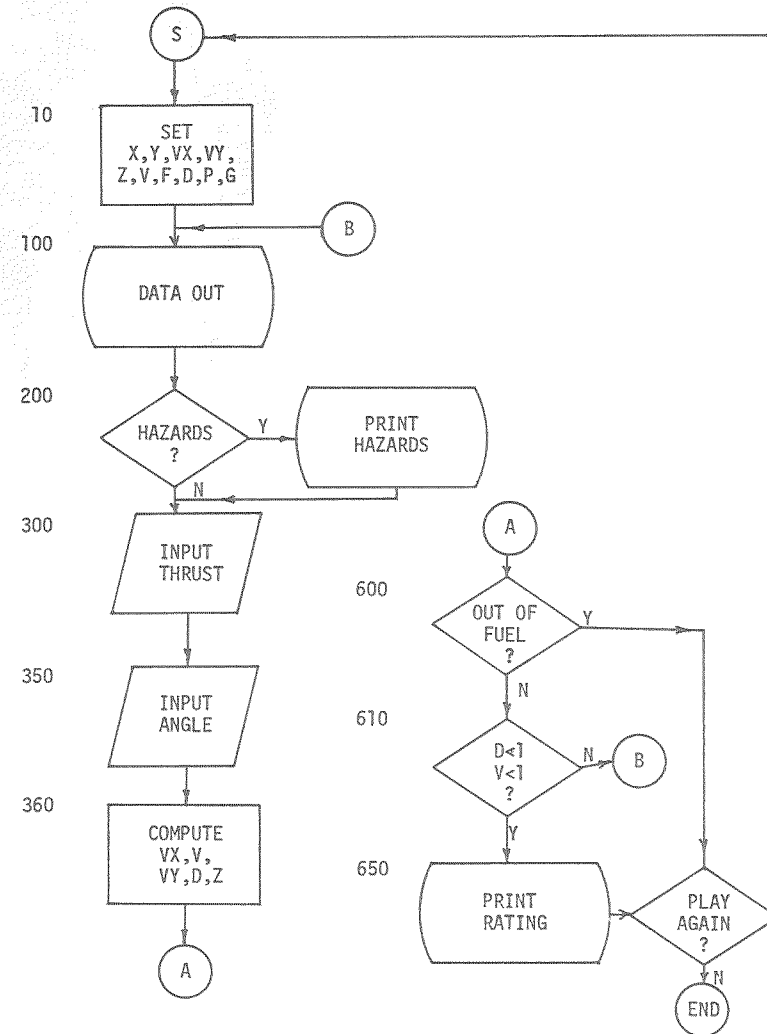 S
10
SET
X,Y,VX,VY,
Z,V,F,D,P,G
B
100
DATA OUT
200
HAZARDS
?
Y
PRINT
HAZARDS
N
300
INPUT
THRUST
350
INPUT
ANGLE
360
COMPUTE
VX,V,
VY,D,Z
A
A
600
OUT OF
FUEL
?
Y
N
610
D<1
V<1
?
N
B
Y
650
PRINT
RATING
PLAY
AGAIN
?
N
END